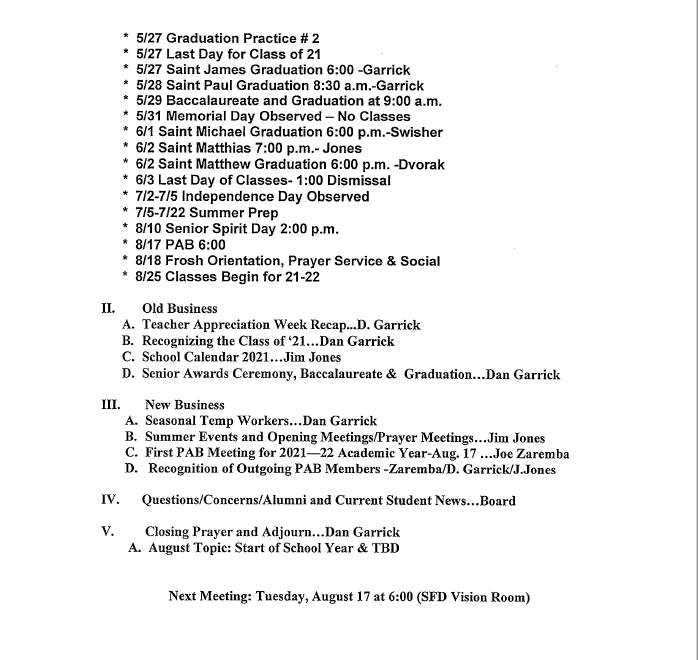 * 5/27 Graduation Practice # 2
* 5/27 Last Day for Class of 21
* 5/27 Saint James Graduation 6:00 -Garrick
* 5/28 Saint Paul Graduation 8:30 a.m.-Garrick
* 5/29 Baccalaureate and Graduation at 9:00 a.m.
* 5/31 Memorial Day Observed – No Classes
* 6/1 Saint Michael Graduation 6:00 p.m.-Swisher
* 6/2 Saint Matthias 7:00 p.m.- Jones
* 6/2 Saint Matthew Graduation 6:00 p.m. -Dvorak
* 6/3 Last Day of Classes- 1:00 Dismissal
* 7/2-7/5 Independence Day Observed
* 7/5-7/22 Summer Prep
* 8/10 Senior Spirit Day 2:00 p.m.
* 8/17 PAB 6:00
* 8/18 Frosh Orientation, Prayer Service & Social
* 8/25 Classes Begin for 21-22
II. Old Business
A. Teacher Appreciation Week Recap...D. Garrick
B. Recognizing the Class of ‘21…Dan Garrick
C. School Calendar 2021…Jim Jones
D. Senior Awards Ceremony, Baccalaureate & Graduation…Dan Garrick
III. New Business
A. Seasonal Temp Workers…Dan Garrick
B. Summer Events and Opening Meetings/Prayer Meetings…Jim Jones
C. First PAB Meeting for 2021—22 Academic Year-Aug. 17 …Joe Zaremba
D. Recognition of Outgoing PAB Members -Zaremba/D. Garrick/J.Jones
IV. Questions/Concerns/Alumni and Current Student News…Board
V. Closing Prayer and Adjourn…Dan Garrick
A. August Topic: Start of School Year & TBD
Next Meeting: Tuesday, August 17 at 6:00 (SFD Vision Room)